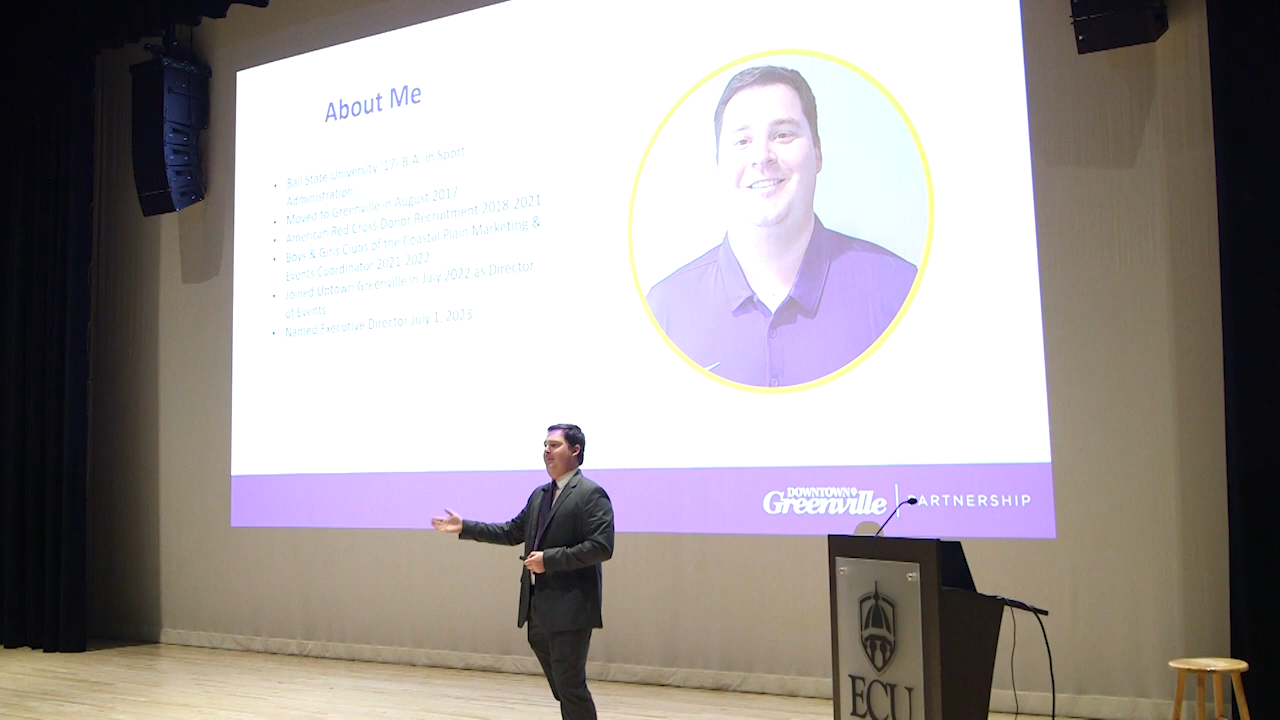 About Me
• Ball State University '17- B.A. in Sport
Administration
• Moved to Greenville in August 2017
• American Red Cross Donor Recruitment 2018-2021
• Boys & Girls Clubs of the Coastal Plain Marketing &
Events Coordinator 2021-2022
• Joined Uptown Greenville in July 2022 as Director
of Events
• Named Executive Director July 1, 2023
DOWNTOWN
Greenville | PARTNERSHIP
ECU